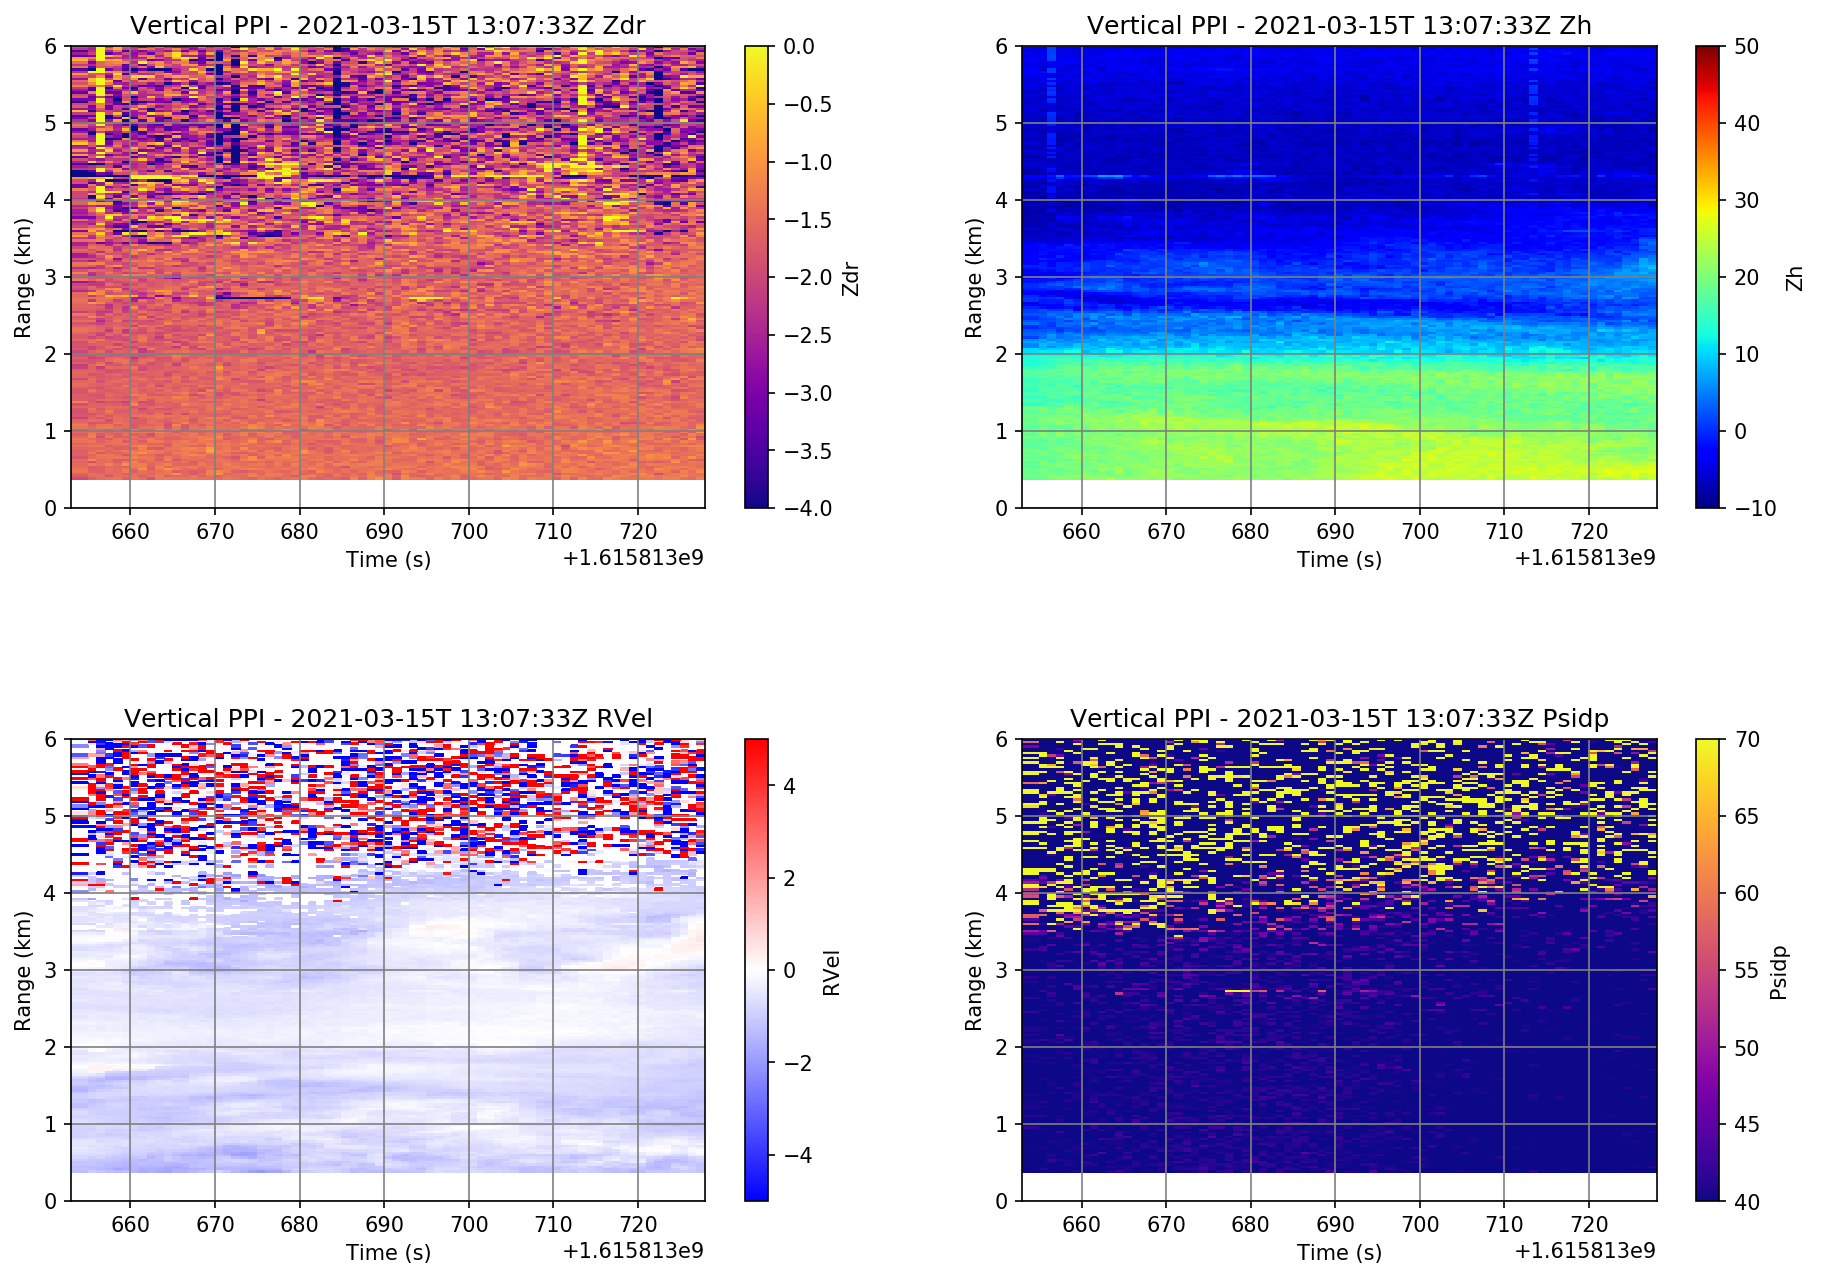 Vertical PPI - 2021-03-15T 13:07:33Z Zdr
6
5
4
3
2
1
0
Range (km)
660 670 680 690 700 710 720
Time (s)
+1.615813e9
0.0
−0.5
−1.0
−1.5
−2.0
−2.5
−3.0
−3.5
−4.0
Zdr
Vertical PPI - 2021-03-15T 13:07:33Z Zh
6
5
4
3
2
1
0
Range (km)
660 670 680 690 700 710 720
Time (s)
+1.615813e9
50
40
30
20
10
0
−10
Zh
Vertical PPI - 2021-03-15T 13:07:33Z RVel
6
5
4
3
2
1
0
Range (km)
660 670 680 690 700 710 720
Time (s)
+1.615813e9
4
2
0
−2
−4
RVel
Vertical PPI - 2021-03-15T 13:07:33Z Psidp
6
5
4
3
2
1
0
Range (km)
660 670 680 690 700 710 720
Time (s)
+1.615813e9
70
65
60
55
50
45
40
Psidp